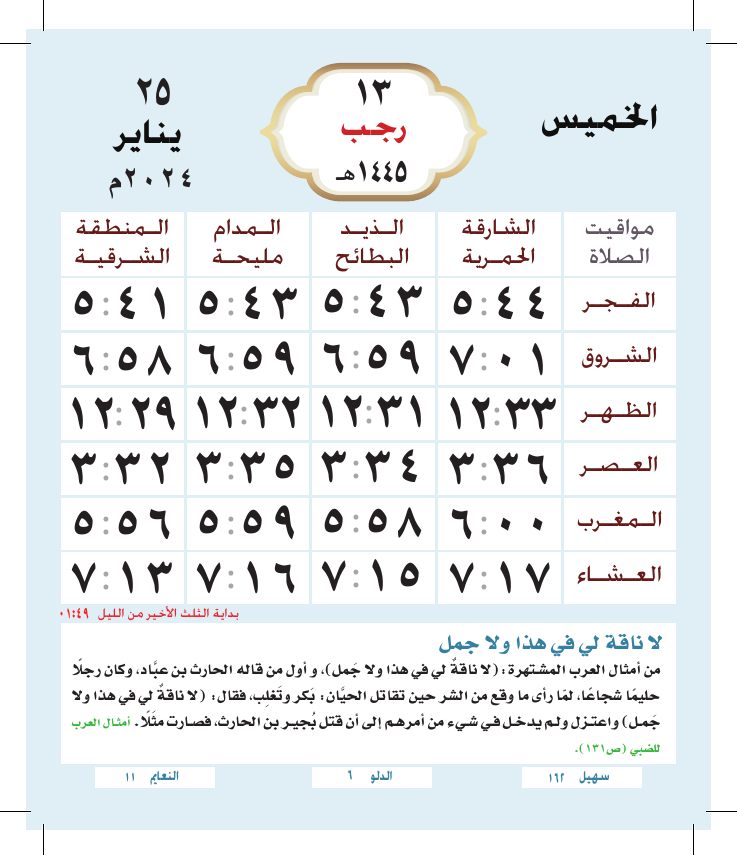 الخميس
١٣
رجب
١٤٤٥هـ
٢٥
يناير
٢٠٢٤م
مواقيت الصلاة | الشارقة الحمرية | الذيد البطائح | المدام مليحة | المنطقة الشرقية
الفجر ٥:٤٤ ٥:٤٣ ٥:٤٣ ٥:٤١
الشروق ٧:٠١ ٦:٥٩ ٦:٥٩ ٦:٥٨
الظهر ١٢:٣٣ ١٢:٣١ ١٢:٣٢ ١٢:٢٩
العصر ٣:٣٦ ٣:٣٤ ٣:٣٥ ٣:٣٢
المغرب ٦:٠٠ ٥:٥٨ ٥:٥٩ ٥:٥٦
العشاء ٧:١٧ ٧:١٥ ٧:١٦ ٧:١٣
بداية الثلث الأخير من الليل ٠١:٤٩
لا ناقة لي في هذا ولا جمل
من أمثال العرب المشتهرة: (لا ناقةٌ لي في هذا ولا جَمل)، و أول من قاله الحارث بن عبَّاد، وكان رجلًا
حليمًا شجاعًا، لمَا رأى ما وقع من الشر حين تقاتل الحيَّان: بَكر وتَغلِب، فقال: (لا ناقةٌ لي في هذا ولا
جَمل) واعتزل ولم يدخل في شيء من أمرهم إلى أن قتل بُجير بن الحارث، فصارت مثَلًا. أمثال العرب
للضبي (ص١٣١).
سهيل ١٦٢
الدلو ٦
النعايم ١١